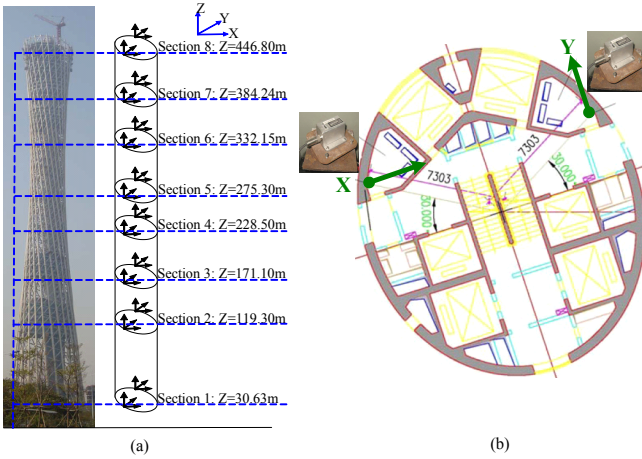 Z
Y
X
Section 8: Z=446.80m
Section 7: Z=384.24m
Section 6: Z=332.15m
Section 5: Z=275.30m
Section 4: Z=228.50m
Section 3: Z=171.10m
Section 2: Z=119.30m
Section 1: Z=30.63m
(a)
Y
X
7303
7303
30,000
30,000
(b)